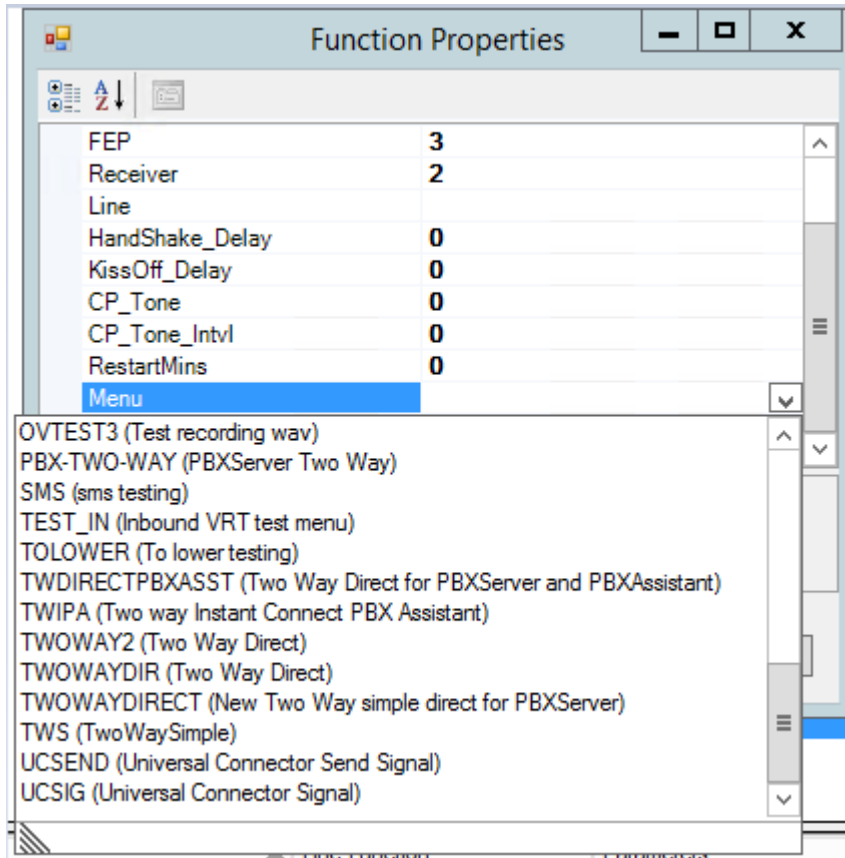 Function Properties
FEP 3
Receiver 2
Line
HandShake_Delay 0
KissOff_Delay 0
CP_Tone 0
CP_Tone_Intvl 0
RestartMins 0
Menu
OVTEST3 (Test recording wav)
PBX-TWO-WAY (PBXServer Two Way)
SMS (sms testing)
TEST_IN (Inbound VRT test menu)
TOLOWER (To lower testing)
TWDIRECTPBXASST (Two Way Direct for PBXServer and PBXAssistant)
TWIPA (Two way Instant Connect PBX Assistant)
TWOWAY2 (Two Way Direct)
TWOWAYDIR (Two Way Direct)
TWOWAYDIRECT (New Two Way simple direct for PBXServer)
TWS (TwoWaySimple)
UCSEND (Universal Connector Send Signal)
UCSIG (Universal Connector Signal)